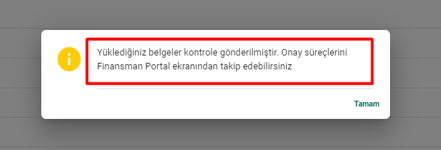 Yüklediğiniz belgeler kontrole gönderilmiştir. Onay süreçlerini
Finansman Portal ekranından takip edebilirsiniz
Tamam